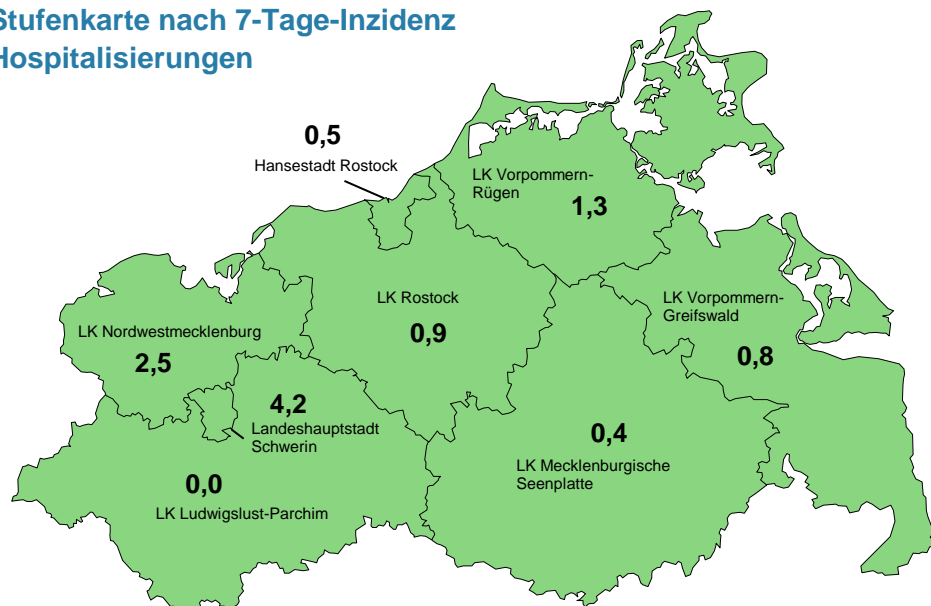 Stufenkarte nach 7-Tage-Inzidenz
Hospitalisierungen
0,5
Hansestadt Rostock
LK Vorpommern-
Rügen
1,3
LK Rostock
0,9
LK Vorpommern-
Greifswald
0,8
LK Nordwestmecklenburg
2,5
4,2
Landeshauptstadt
Schwerin
0,4
LK Mecklenburgische
Seenplatte
0,0
LK Ludwigslust-Parchim